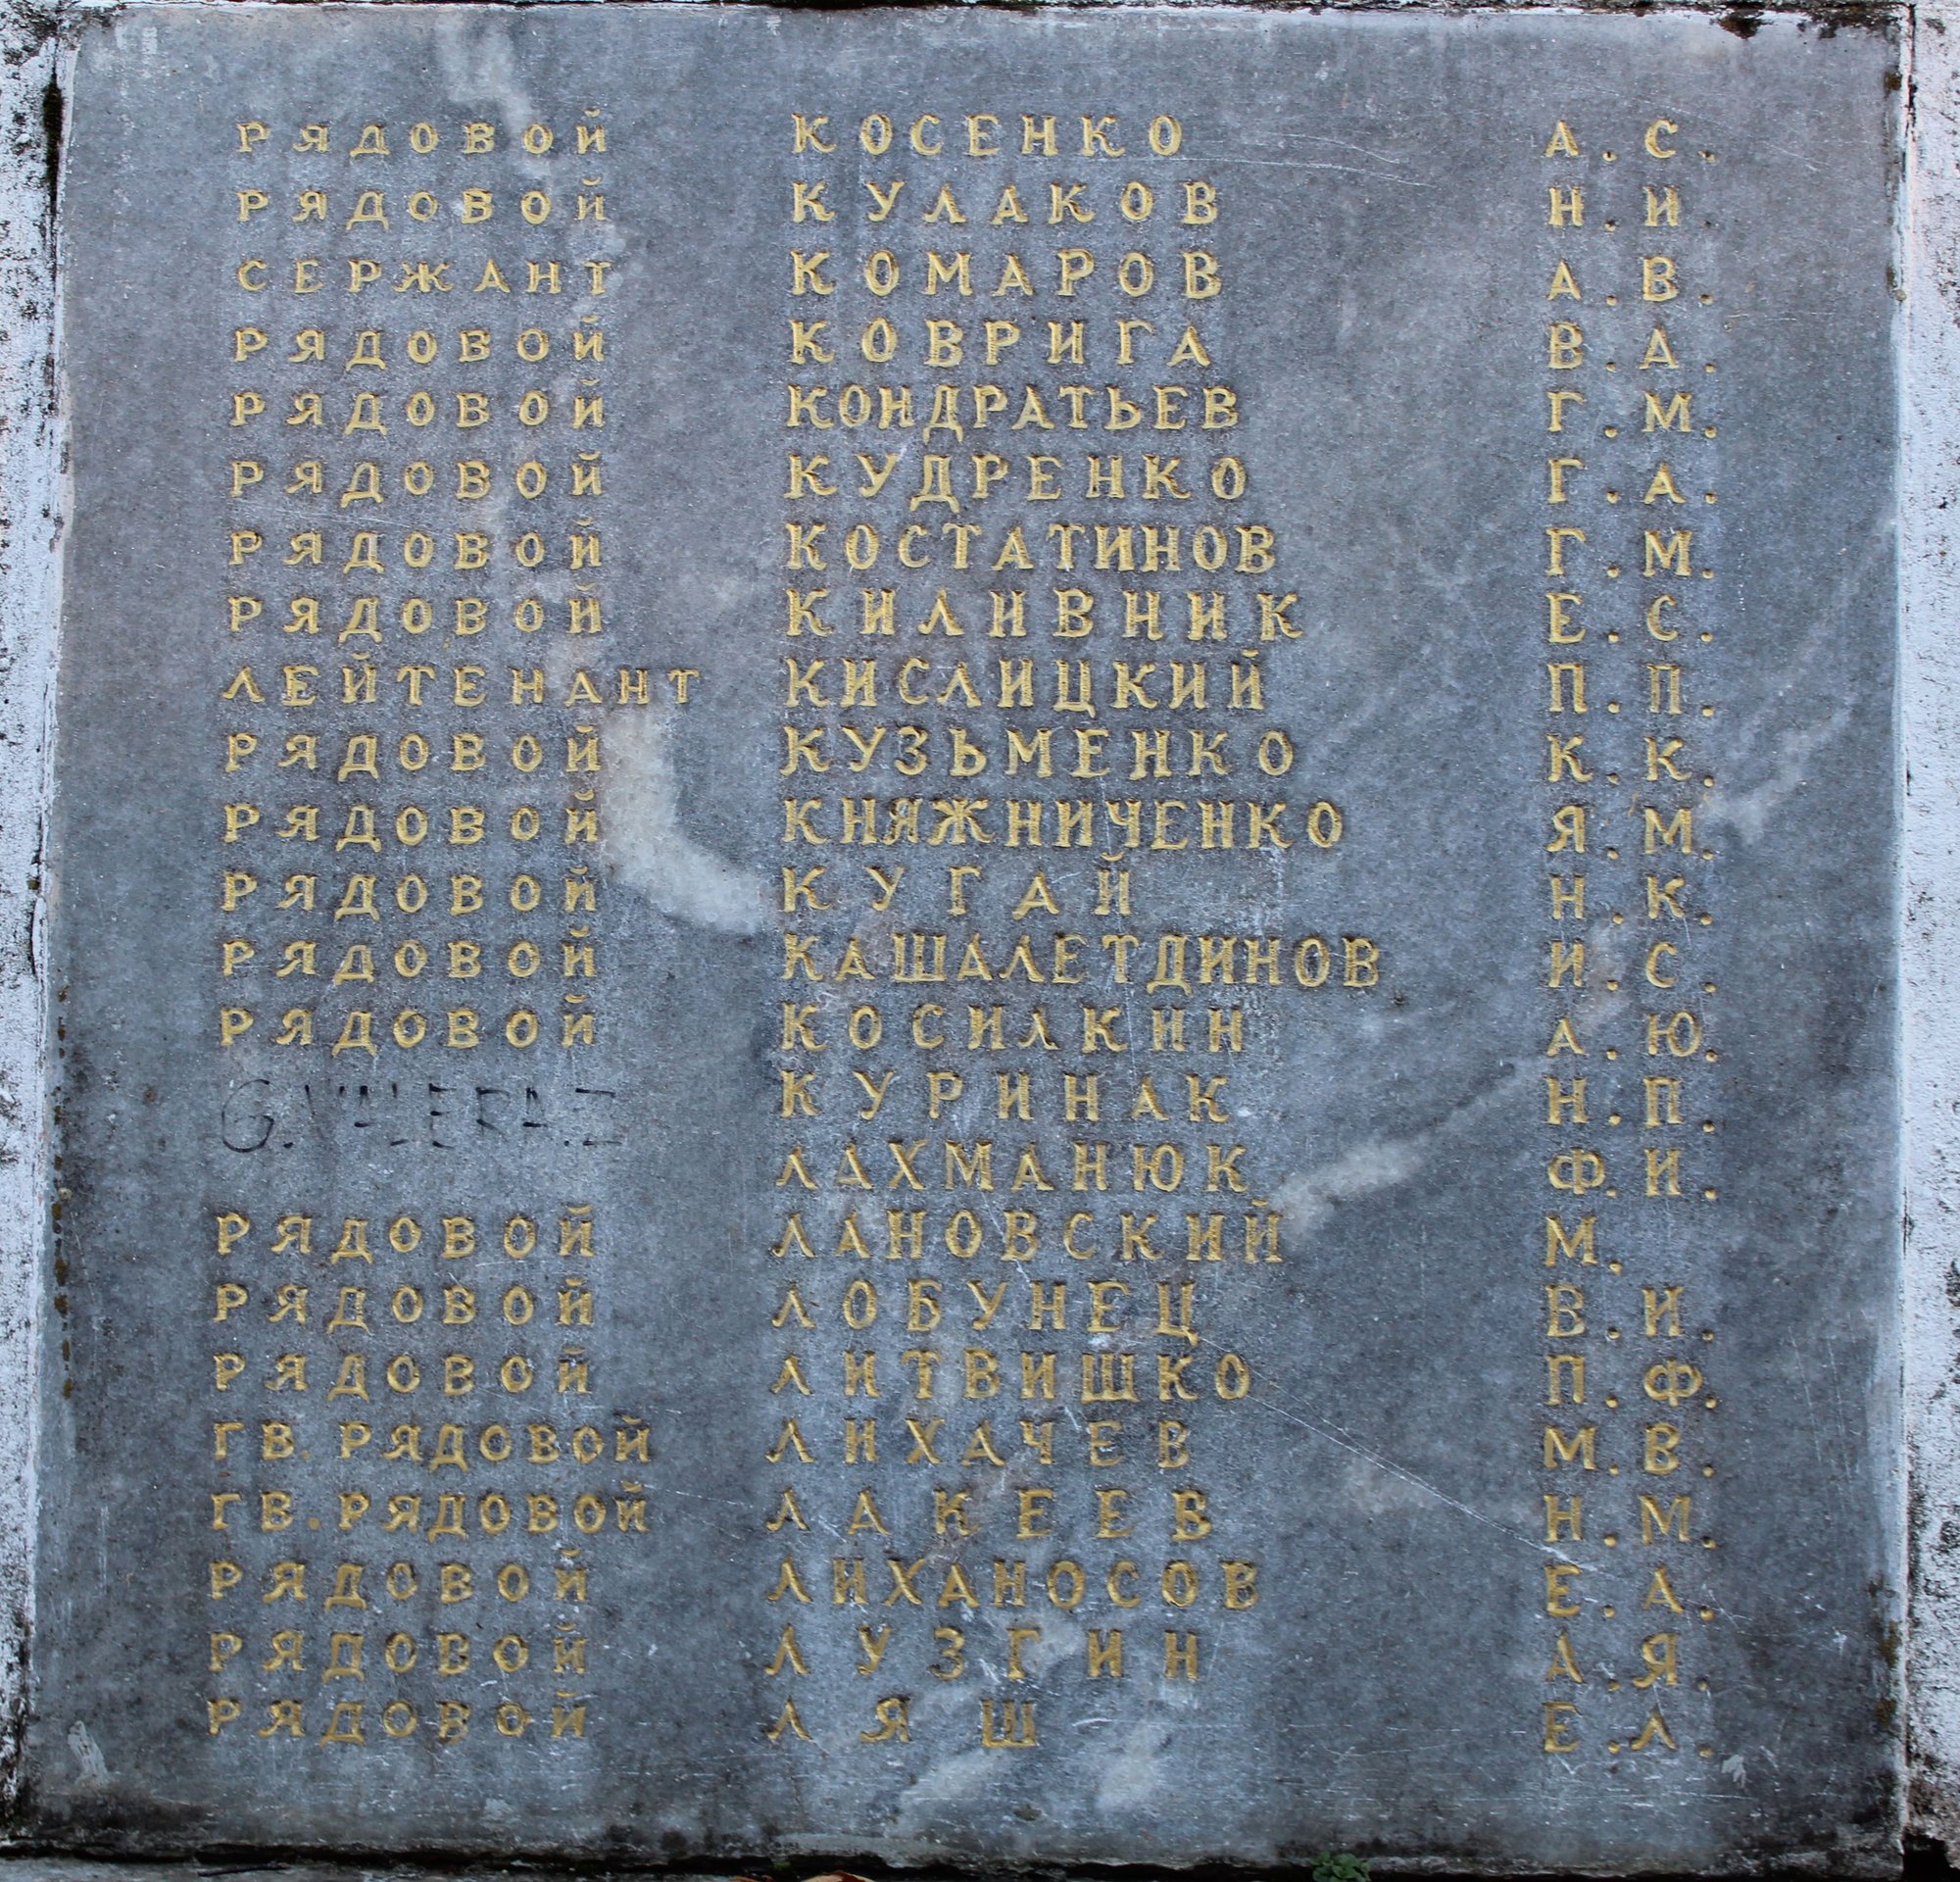 РЯДОВОЙ КОСЕНКО А.С.
РЯДОВОЙ КУЛАКОВ Н.И.
СЕРЖАНТ КОМАРОВ А.В.
РЯДОВОЙ КОВРИГА В.А.
РЯДОВОЙ КОНДРАТЬЕВ Г.М.
РЯДОВОЙ КУДРЕНКО Г.А.
РЯДОВОЙ КОСТАТИНОВ Г.М.
РЯДОВОЙ КИЛИВНИК Е.С.
ЛЕЙТЕНАНТ КИСЛИЦКИЙ П.П.
РЯДОВОЙ КУЗЬМЕНКО К.К.
РЯДОВОЙ КНЯЖНИЧЕНКО Я.М.
РЯДОВОЙ КУГАЙ Н.К.
РЯДОВОЙ КАШАЛЕТДИНОВ И.С.
РЯДОВОЙ КОСИЛКИН А.Ю.
КУРИНАК Н.П.
ЛАХМАНЮК Ф.И.
РЯДОВОЙ ЛАНОВСКИЙ М.
РЯДОВОЙ ЛОБУНЕЦ В.И.
РЯДОВОЙ ЛИТВИШКО П.Ф.
ГВ. РЯДОВОЙ ЛИХАЧЕВ М.В.
ГВ. РЯДОВОЙ ЛАКЕЕВ Н.М.
РЯДОВОЙ ЛИХАНОСОВ Е.А.
РЯДОВОЙ ЛУЗГИН А.Я.
РЯДОВОЙ ЛЯШ Е.Л.